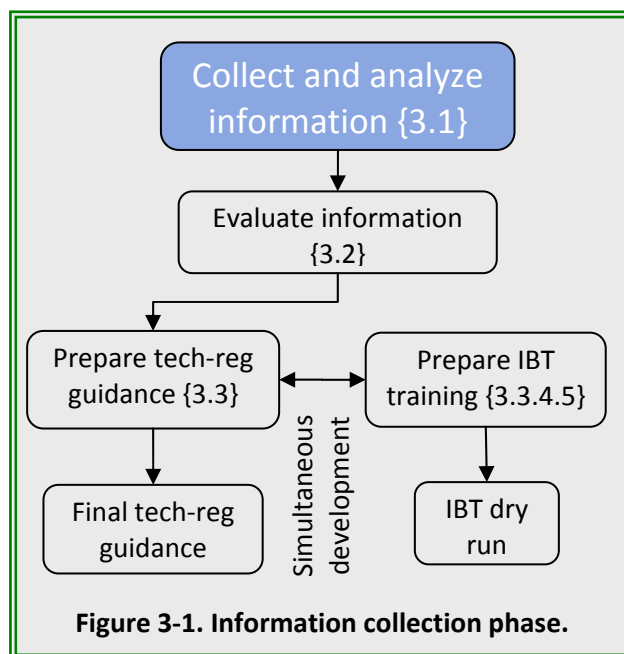 Collect and analyze
information {3.1}
Evaluate information
{3.2}
Prepare tech-reg
guidance {3.3}
Prepare IBT
training {3.3.4.5}
Simultaneous
development
Final tech-reg
guidance
IBT dry
run
Figure 3-1. Information collection phase.